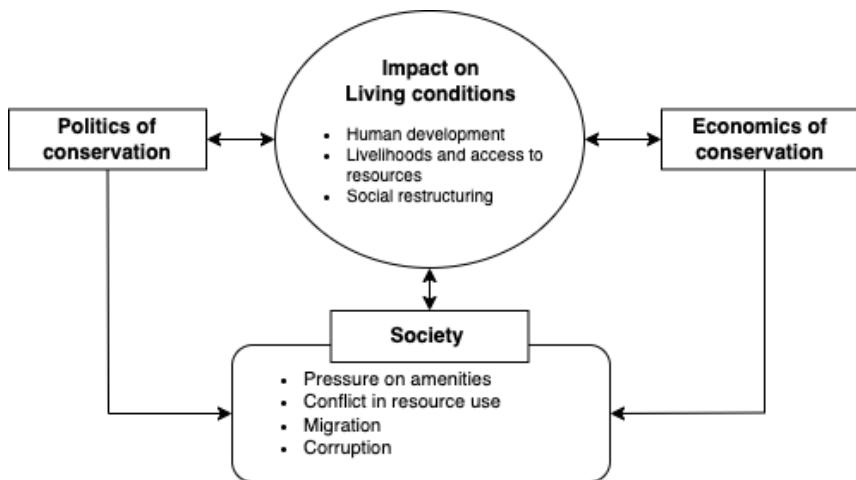 Impact on
Living conditions
• Human development
• Livelihoods and access to
resources
• Social restructuring
Politics of
conservation
Economics of
conservation
Society
• Pressure on amenities
• Conflict in resource use
• Migration
• Corruption